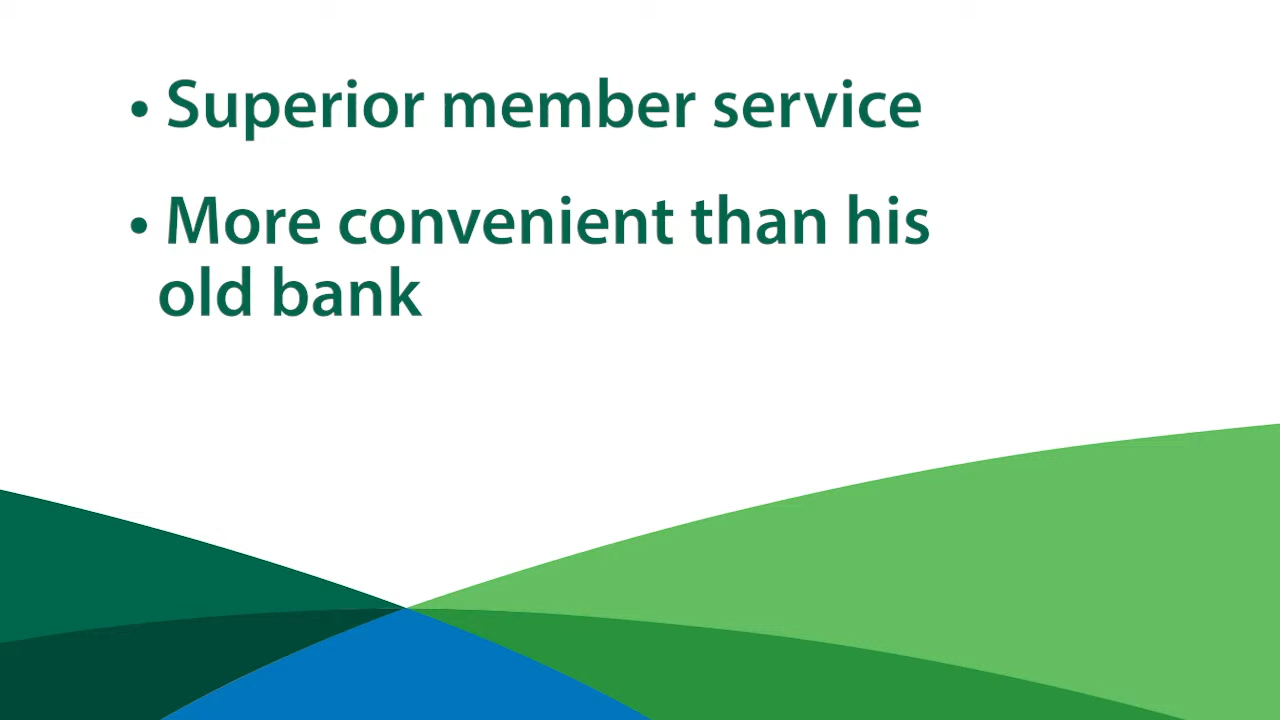 • Superior member service
• More convenient than his
old bank